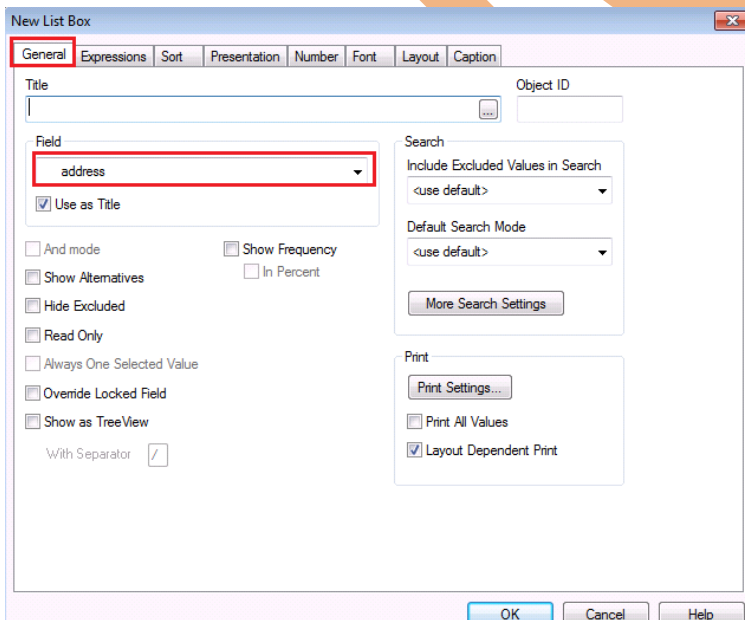 New List Box
General Expressions Sort Presentation Number Font Layout Caption
Title
Object ID
...
Field
address
Use as Title
And mode
Show Frequency
In Percent
Show Alternatives
Hide Excluded
Read Only
Always One Selected Value
Override Locked Field
Show as TreeView
With Separator /
Search
Include Excluded Values in Search
<use default>
Default Search Mode
<use default>
More Search Settings
Print
Print Settings...
Print All Values
Layout Dependent Print
OK Cancel Help